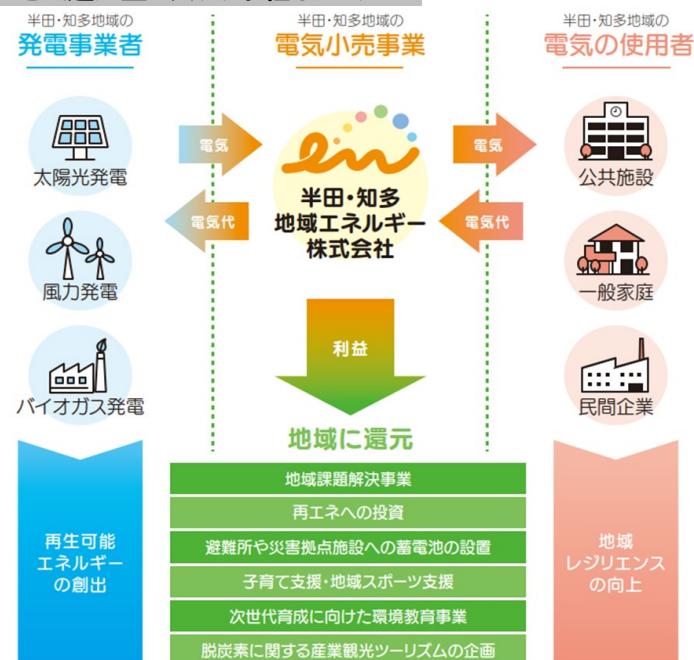 半田・知多地域の
発電事業者
太陽光発電
風力発電
バイオガス発電
再生可能
エネルギー
の創出
半田・知多地域の
電気小売事業
電気
電気代
en
半田・知多
地域エネルギー
株式会社
電気
電気代
利益
地域に還元
地域課題解決事業
再エネへの投資
避難所や災害拠点施設への蓄電池の設置
子育て支援・地域スポーツ支援
次世代育成に向けた環境教育事業
脱炭素に関する産業観光ツーリズムの企画
半田・知多地域の
電気の使用者
公共施設
一般家庭
民間企業
地域
レジリエンス
の向上